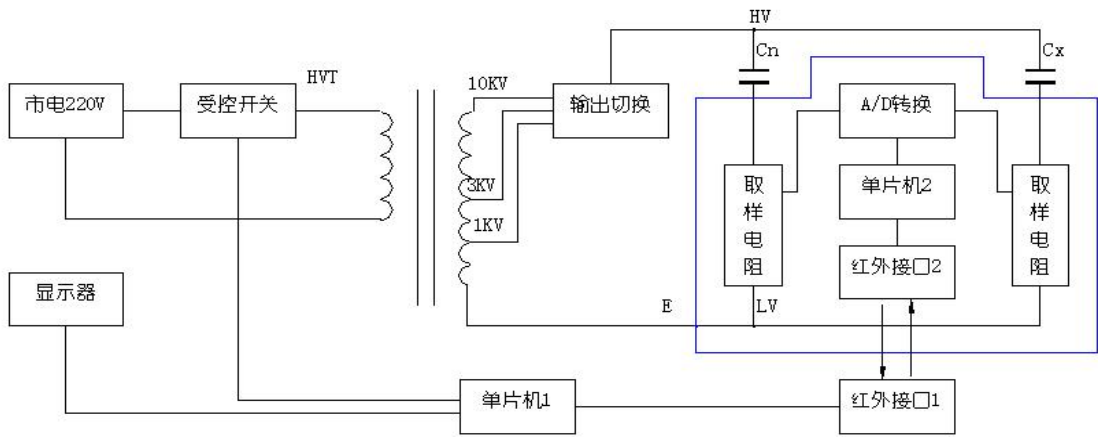 HV
Cn
Cx
HVT
10KV
市电220V
受控开关
输出切换
A/D转换
3KV
取样电阻
单片机2
取样电阻
1KV
红外接口2
显示器
E
LV
单片机1
红外接口1